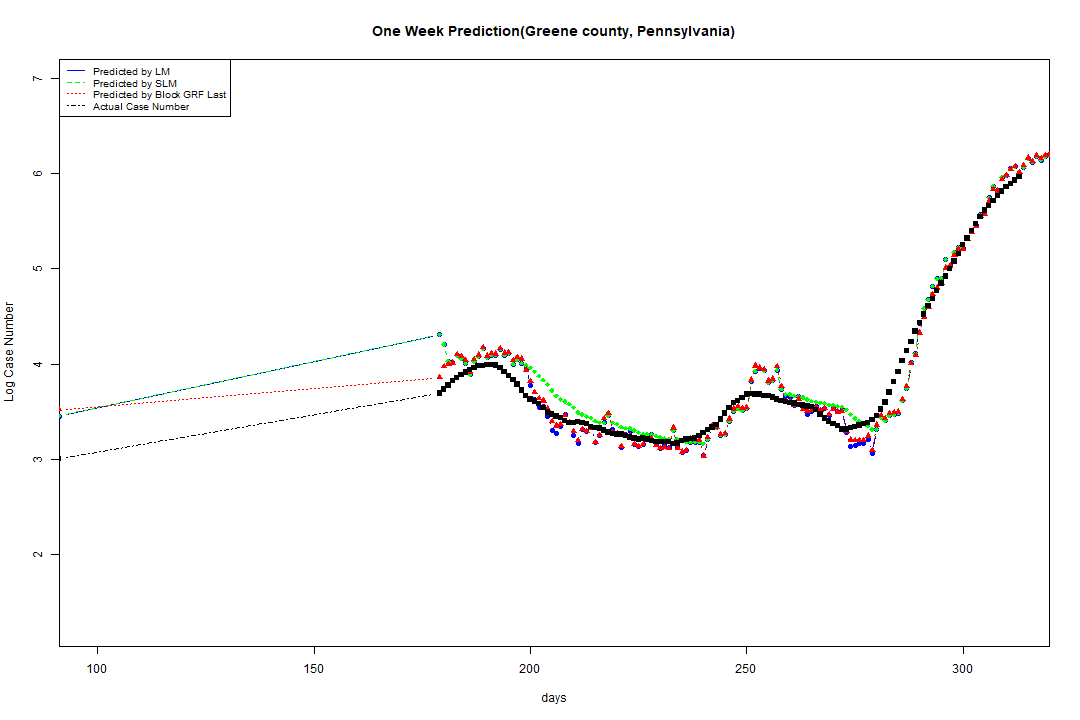 One Week Prediction(Greene county, Pennsylvania)
Predicted by LM
Predicted by SLM
Predicted by Block GRF Last
Actual Case Number
7
6
5
4
3
2
Log Case Number
100 150 200 250 300
days